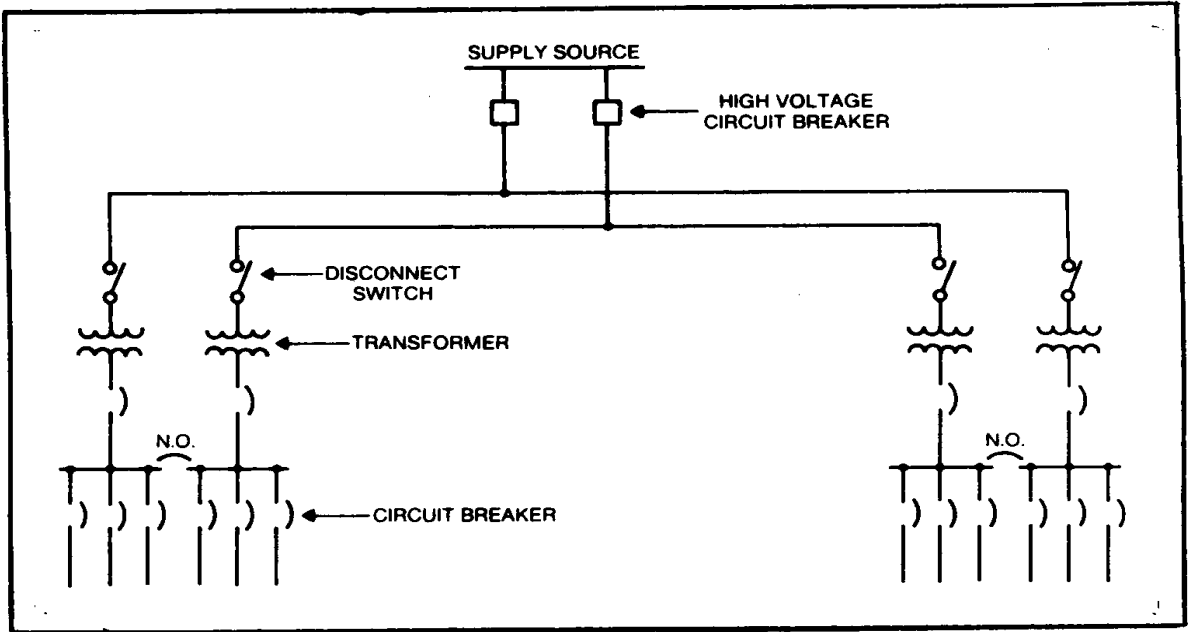 SUPPLY SOURCE
HIGH VOLTAGE
CIRCUIT BREAKER
DISCONNECT
SWITCH
TRANSFORMER
N.O.
N.O.
CIRCUIT BREAKER